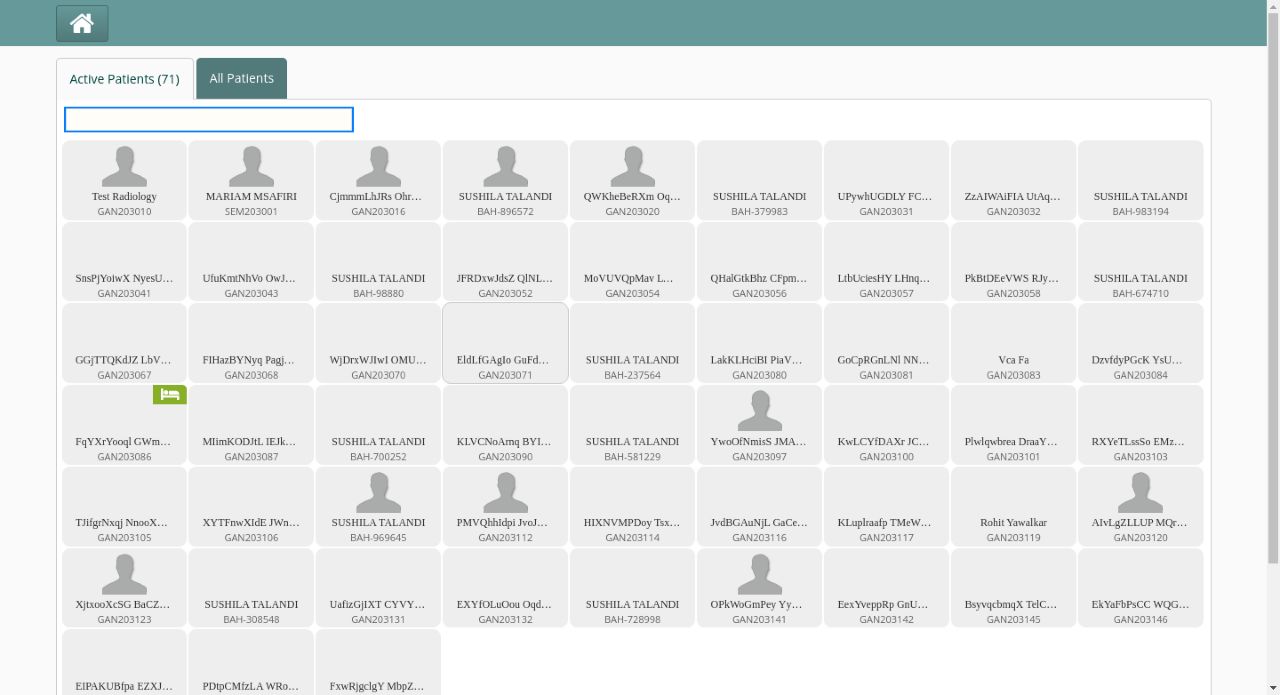 Active Patients (71)
All Patients
Test Radiology
GAN203010
MARIAM MSAFIRI
SEM203001
CjmmmLhJRs Ohr…
GAN203016
SUSHILA TALANDI
BAH-896572
QWKheBeRXm Oq…
GAN203020
SUSHILA TALANDI
BAH-379983
UPywhUGDLY FC…
GAN203031
ZzAIWAiFIA UtAq…
GAN203032
SUSHILA TALANDI
BAH-983194
SnsPjYoiwX NyesU…
GAN203041
UfuKmtNhVo OwJ…
GAN203043
SUSHILA TALANDI
BAH-98880
JFRDxwJdsZ QlNL…
GAN203052
MoVUVQpMav L…
GAN203054
QHalGtkBhz CFpm…
GAN203056
LtbUciesHY LHnq…
GAN203057
PkBtDEeVWS RJy…
GAN203058
SUSHILA TALANDI
BAH-674710
GGjTTQKdJZ LbV…
GAN203067
FIHazBYNyq Pagj…
GAN203068
WjDrxWJIwI OMU…
GAN203070
EldLfGAgIo GuFd…
GAN203071
SUSHILA TALANDI
BAH-237564
LakKLHciBI PiaV…
GAN203080
GoCpRGnLNl NN…
GAN203081
Vca Fa
GAN203083
DzvfdyPGcK YsU…
GAN203084
FqYXrYooql GWm…
GAN203086
MIimKODJtL IEJk…
GAN203087
SUSHILA TALANDI
BAH-700252
KLVCNoArnq BYI…
GAN203090
SUSHILA TALANDI
BAH-581229
YwoOfNmisS JMA…
GAN203097
KwLCYfDAXr JC…
GAN203100
Plwlqwbrea DraaY…
GAN203101
RXYeTLssSo EMz…
GAN203103
TJifgrNxqj NnooX…
GAN203105
XYTFnwXIdE JWn…
GAN203106
SUSHILA TALANDI
BAH-969645
PMVQhhIdpi JvoJ…
GAN203112
HIXNVMPDoy Tsx…
GAN203114
JvdBGAuNjL GaCe…
GAN203116
KLuplraafp TMeW…
GAN203117
Rohit Yawalkar
GAN203119
AIvLgZLLUP MQr…
GAN203120
XjtxooXcSG BaCZ…
GAN203123
SUSHILA TALANDI
BAH-308548
UafizGjIXT CYVY…
GAN203131
EXYfOLuOou Oqd…
GAN203132
SUSHILA TALANDI
BAH-728998
OPkWoGmPey Yy…
GAN203141
EexYveppRp GnU…
GAN203142
BsyvqcbmqX TelC…
GAN203145
EkYaFbPsCC WQG…
GAN203146
EIPAKUBfpa EZXJ…
PDtpCMfzLA WRo…
FxwRjgclgY MbpZ…